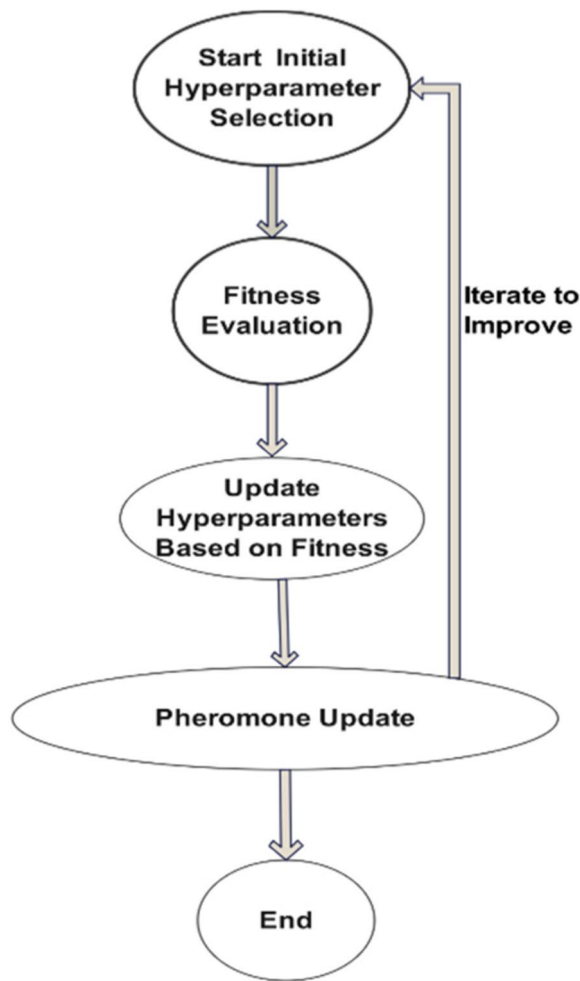 Start Initial
Hyperparameter
Selection
Fitness
Evaluation
Iterate to
Improve
Update
Hyperparameters
Based on Fitness
Pheromone Update
End